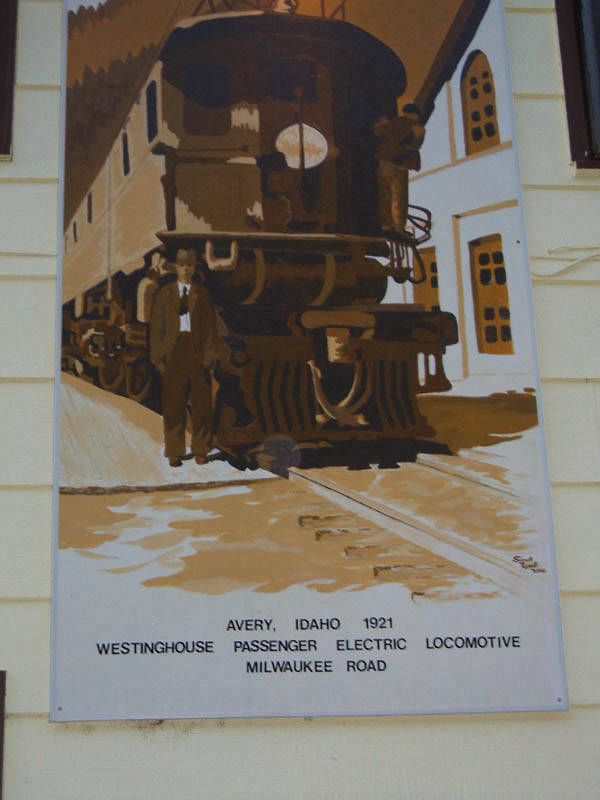 AVERY, IDAHO 1921
WESTINGHOUSE PASSENGER ELECTRIC LOCOMOTIVE
MILWAUKEE ROAD